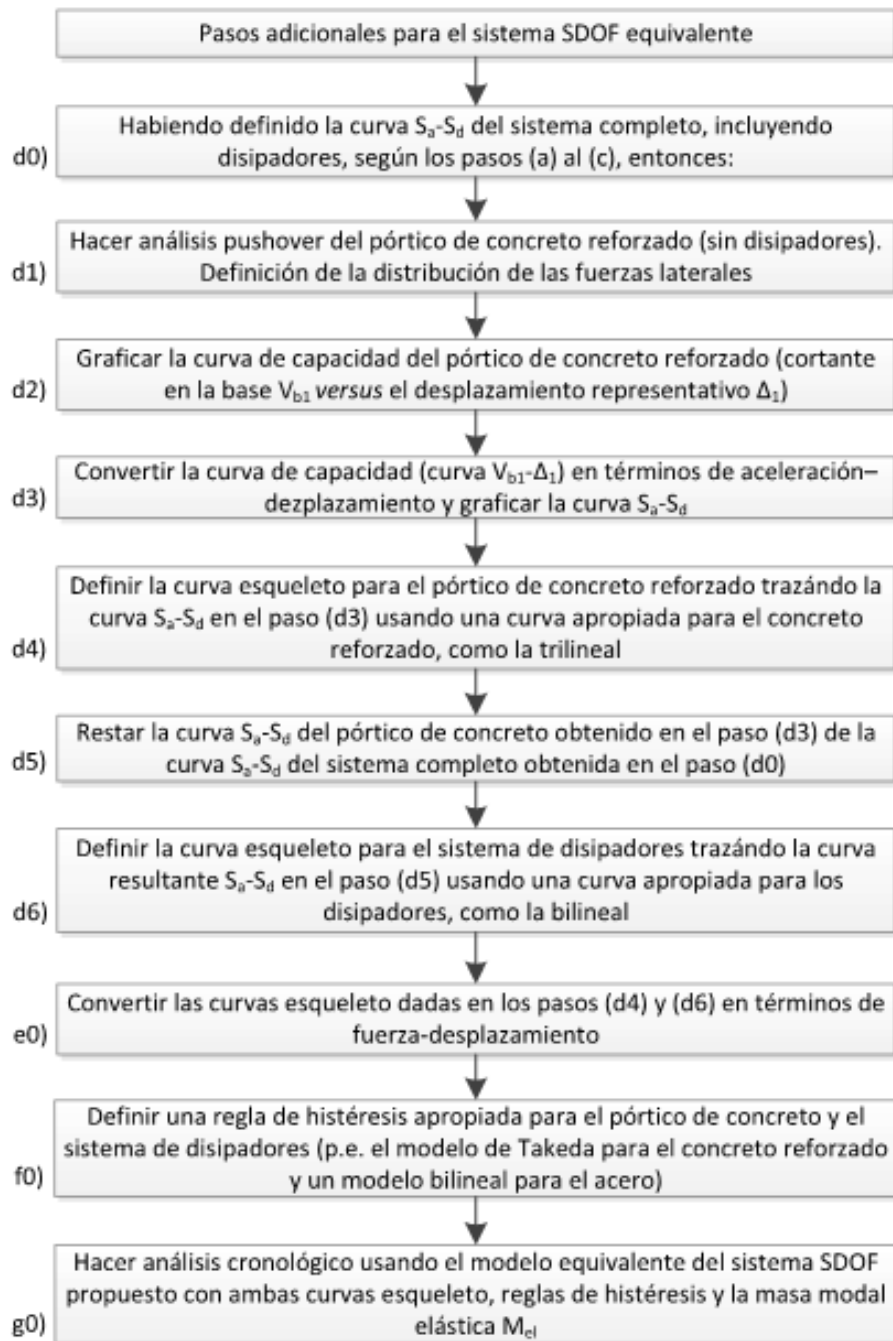 Pasos adicionales para el sistema SDOF equivalente
d0) Habiendo definido la curva Sa-Sd del sistema completo, incluyendo
disipadores, según los pasos (a) al (c), entonces:
d1) Hacer análisis pushover del pórtico de concreto reforzado (sin disipadores).
Definición de la distribución de las fuerzas laterales
d2) Graficar la curva de capacidad del pórtico de concreto reforzado (cortante
en la base Vb1 versus el desplazamiento representativo Δ1)
d3) Convertir la curva de capacidad (curva Vb1-Δ1) en términos de aceleración–
dezplazamiento y graficar la curva Sa-Sd
d4) Definir la curva esqueleto para el pórtico de concreto reforzado trazándo la
curva Sa-Sd en el paso (d3) usando una curva apropiada para el concreto
reforzado, como la trilineal
d5) Restar la curva Sa-Sd del pórtico de concreto obtenido en el paso (d3) de la
curva Sa-Sd del sistema completo obtenida en el paso (d0)
d6) Definir la curva esqueleto para el sistema de disipadores trazándo la curva
resultante Sa-Sd en el paso (d5) usando una curva apropiada para los
disipadores, como la bilineal
e0) Convertir las curvas esqueleto dadas en los pasos (d4) y (d6) en términos de
fuerza-desplazamiento
f0) Definir una regla de histéresis apropiada para el pórtico de concreto y el
sistema de disipadores (p.e. el modelo de Takeda para el concreto reforzado
y un modelo bilineal para el acero)
g0) Hacer análisis cronológico usando el modelo equivalente del sistema SDOF
propuesto con ambas curvas esqueleto, reglas de histéresis y la masa modal
elástica Mel